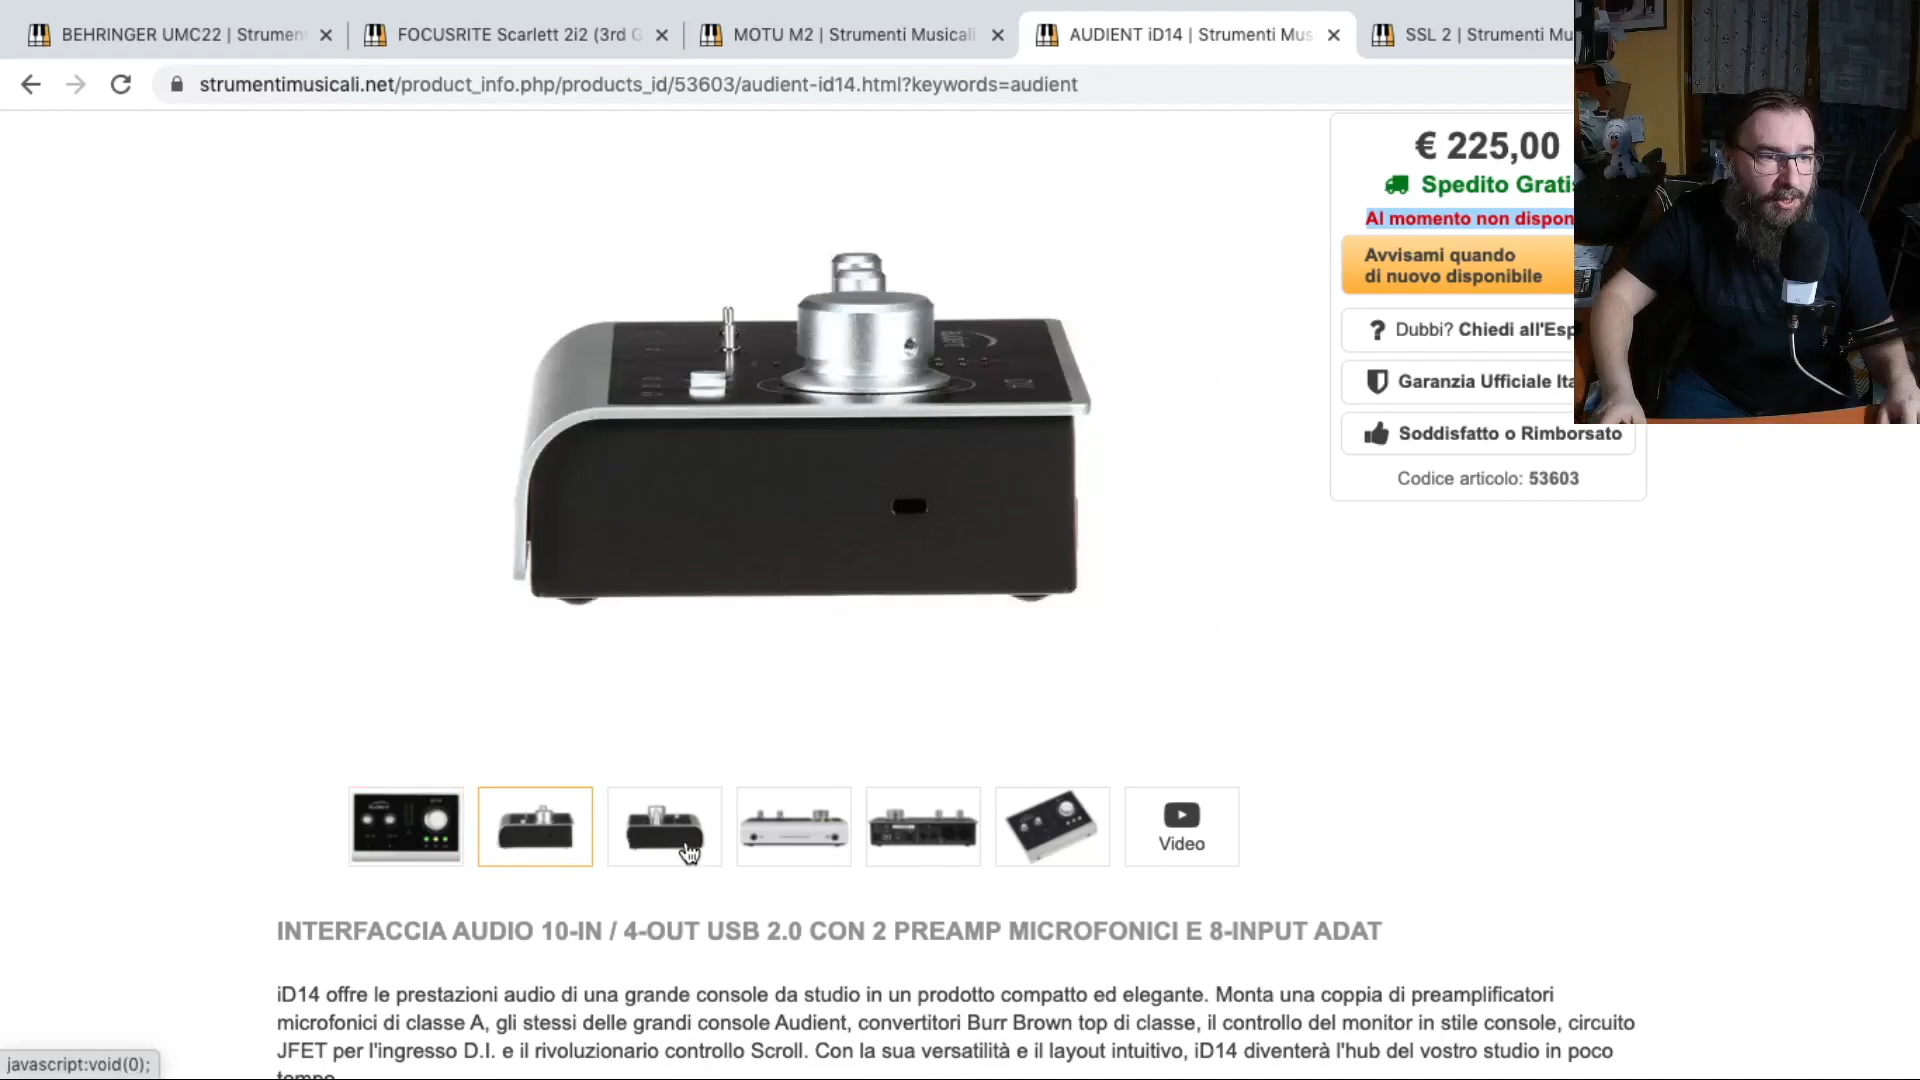 BEHRINGER UMC22 | Strumen
FOCUSRITE Scarlett 2i2 (3rd G
MOTU M2 | Strumenti Musicali
AUDIENT iD14 | Strumenti Mus
SSL 2 | Strumenti Mu
strumentimusicali.net/product_info.php/products_id/53603/audient-id14.html?keywords=audient
€ 225,00
Spedito Gratis
Al momento non dispon
Avvisami quando
di nuovo disponibile
? Dubbi? Chiedi all'Esp
Garanzia Ufficiale Ita
Soddisfatto o Rimborsato
Codice articolo: 53603
Video
INTERFACCIA AUDIO 10-IN / 4-OUT USB 2.0 CON 2 PREAMP MICROFONICI E 8-INPUT ADAT
iD14 offre le prestazioni audio di una grande console da studio in un prodotto compatto ed elegante. Monta una coppia di preamplificatori
microfonici di classe A, gli stessi delle grandi console Audient, convertitori Burr Brown top di classe, il controllo del monitor in stile console, circuito
JFET per l'ingresso D.I. e il rivoluzionario controllo Scroll. Con la sua versatilità e il layout intuitivo, iD14 diventerà l'hub del vostro studio in poco
tempo
javascript:void(0);